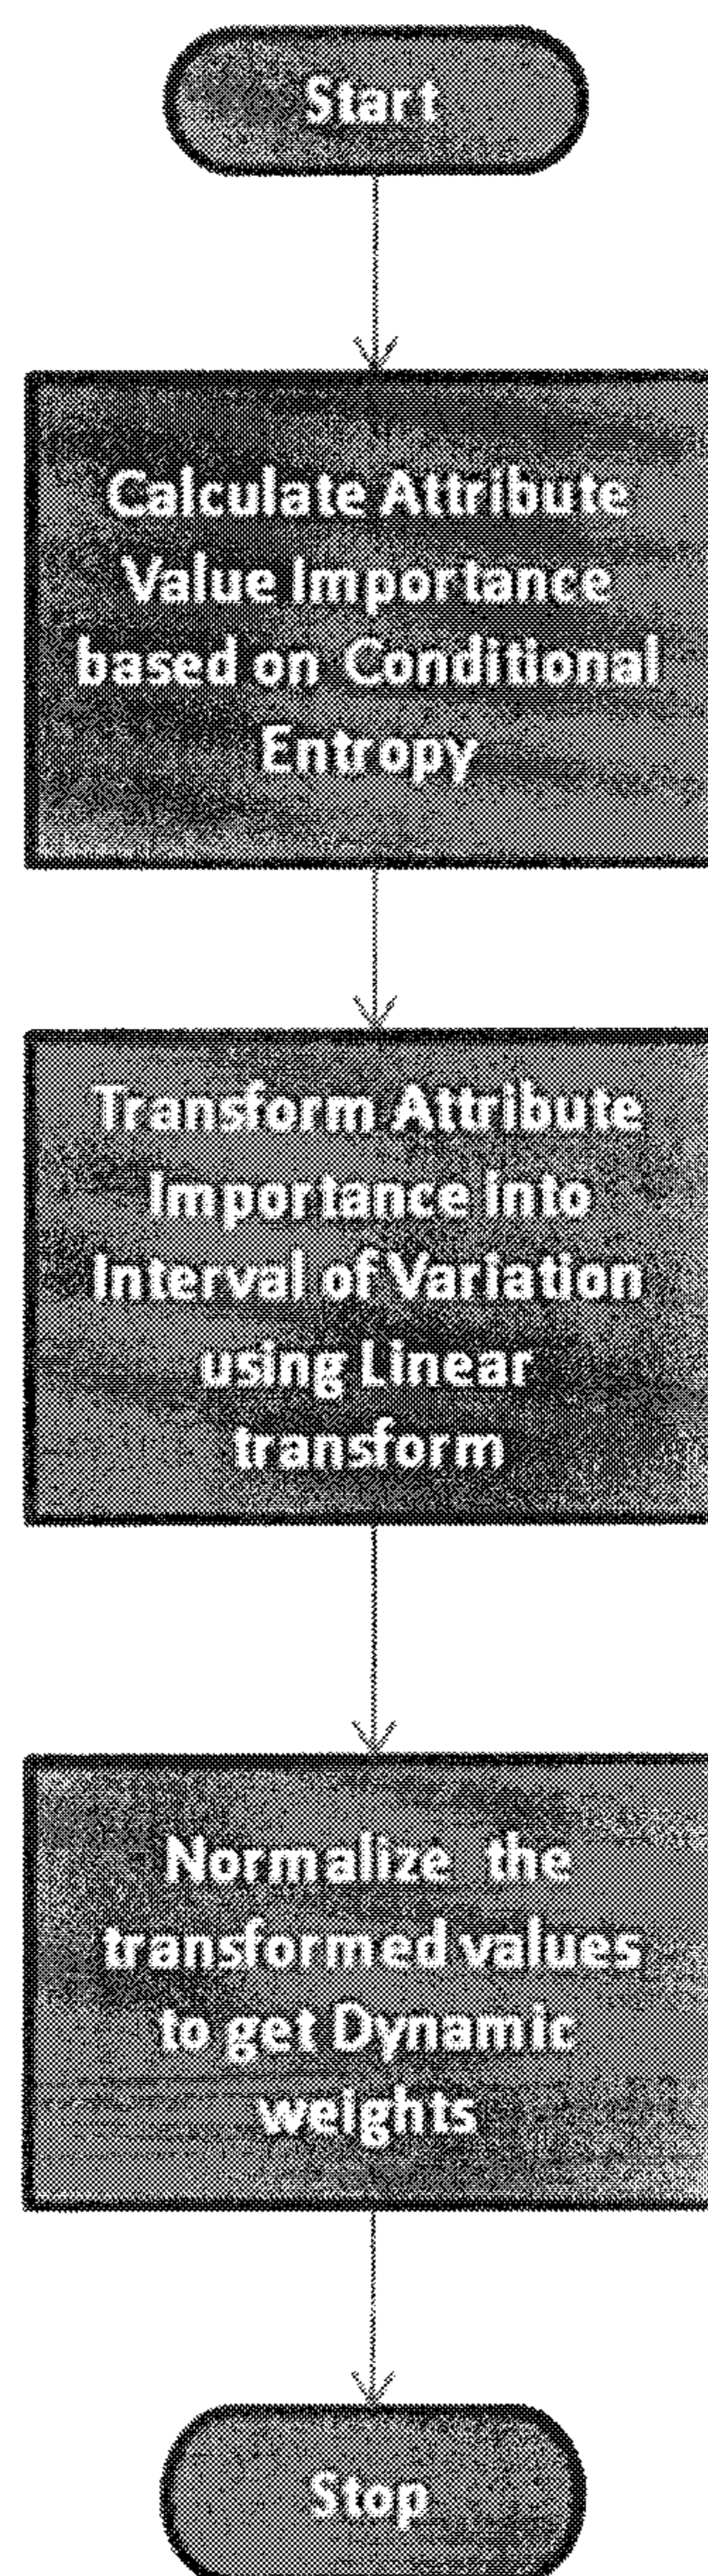 Start
Calculate Attribute
Value Importance
based on Conditional
Entropy
Transform Attribute
Importance into
Interval of Variation
using Linear
transform
Normalize the
transformed values
to get Dynamic
weights
Stop